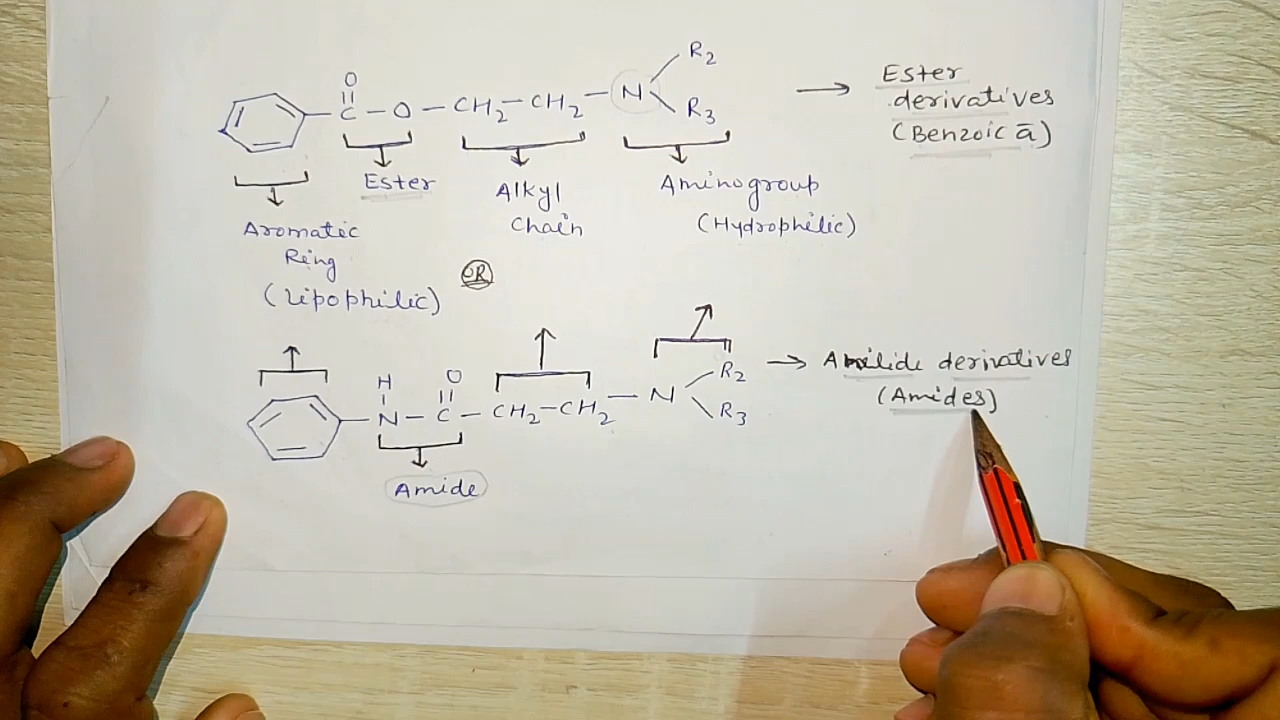 O
C – O – CH2 – CH2 – N
R2
R3
→ Ester
derivatives
(Benzoic a̅)
Ester
Alkyl
Chain
Aminogroup
(Hydrophilic)
Aromatic
Ring
(Lipophilic)
OR
H
O
N – C – CH2 – CH2 – N
R2
R3
→ Anilide derivatives
(Amides)
Amide